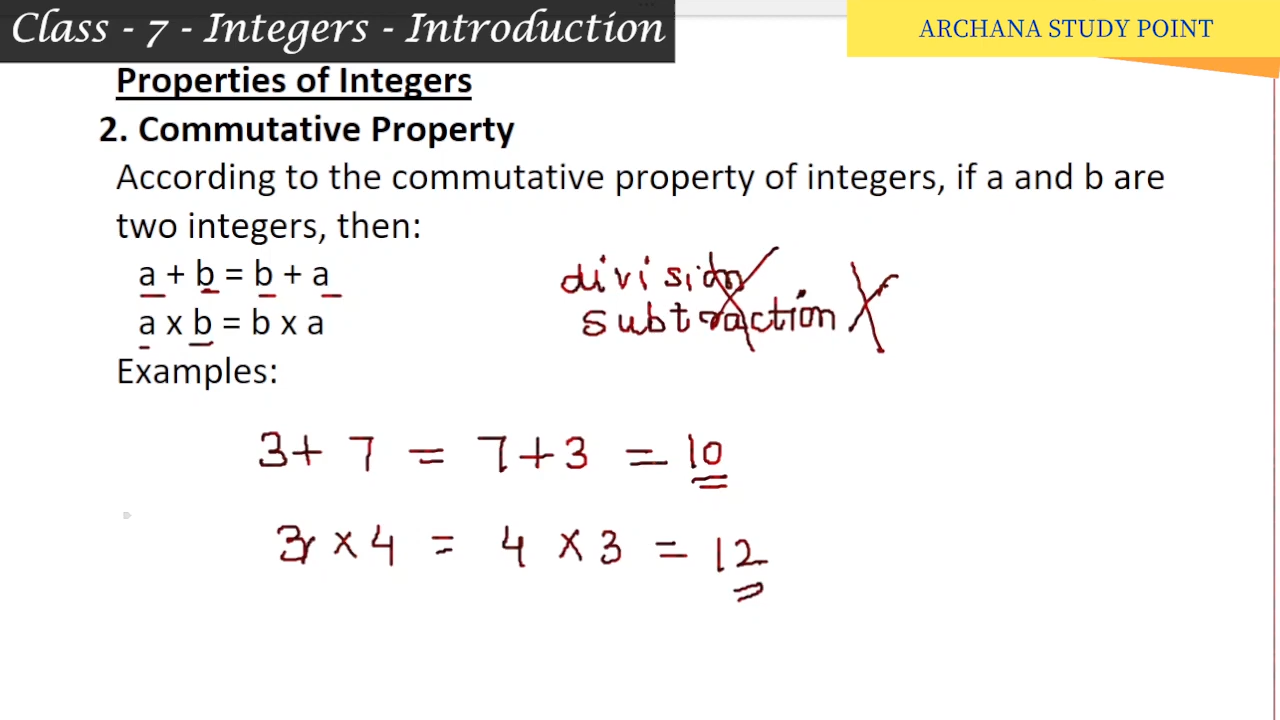 Class - 7 - Integers - Introduction
ARCHANA STUDY POINT
Properties of Integers
2. Commutative Property
According to the commutative property of integers, if a and b are
two integers, then:
a + b = b + a
a x b = b x a
division
subtraction
Examples:
3 + 7 = 7 + 3 = 10
3 × 4 = 4 × 3 = 12